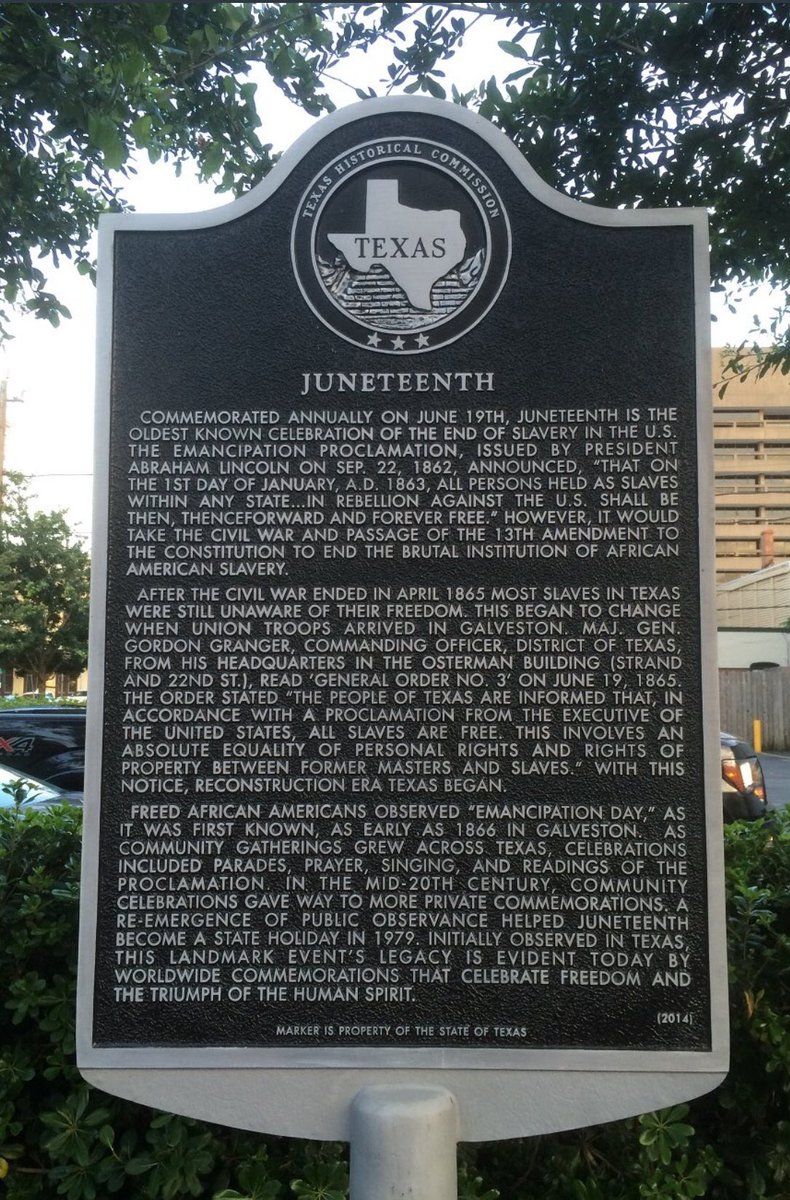 TEXAS HISTORICAL COMMISSION
TEXAS
JUNETEENTH
COMMEMORATED ANNUALLY ON JUNE 19TH, JUNETEENTH IS THE
OLDEST KNOWN CELEBRATION OF THE END OF SLAVERY IN THE U.S.
THE EMANCIPATION PROCLAMATION, ISSUED BY PRESIDENT
ABRAHAM LINCOLN ON SEP. 22, 1862, ANNOUNCED, “THAT ON
THE 1ST DAY OF JANUARY, A.D. 1863, ALL PERSONS HELD AS SLAVES
WITHIN ANY STATE...IN REBELLION AGAINST THE U.S. SHALL BE
THEN, THENCEFORWARD AND FOREVER FREE.” HOWEVER, IT WOULD
TAKE THE CIVIL WAR AND PASSAGE OF THE 13TH AMENDMENT TO
THE CONSTITUTION TO END THE BRUTAL INSTITUTION OF AFRICAN
AMERICAN SLAVERY.
AFTER THE CIVIL WAR ENDED IN APRIL 1865 MOST SLAVES IN TEXAS
WERE STILL UNAWARE OF THEIR FREEDOM. THIS BEGAN TO CHANGE
WHEN UNION TROOPS ARRIVED IN GALVESTON. MAJ. GEN.
GORDON GRANGER, COMMANDING OFFICER, DISTRICT OF TEXAS,
FROM HIS HEADQUARTERS IN THE OSTERMAN BUILDING (STRAND
AND 22ND ST.), READ ‘GENERAL ORDER NO. 3’ ON JUNE 19, 1865.
THE ORDER STATED “THE PEOPLE OF TEXAS ARE INFORMED THAT, IN
ACCORDANCE WITH A PROCLAMATION FROM THE EXECUTIVE OF
THE UNITED STATES, ALL SLAVES ARE FREE. THIS INVOLVES AN
ABSOLUTE EQUALITY OF PERSONAL RIGHTS AND RIGHTS OF
PROPERTY BETWEEN FORMER MASTERS AND SLAVES.” WITH THIS
NOTICE, RECONSTRUCTION ERA TEXAS BEGAN.
FREED AFRICAN AMERICANS OBSERVED “EMANCIPATION DAY,” AS
IT WAS FIRST KNOWN, AS EARLY AS 1866 IN GALVESTON. AS
COMMUNITY GATHERINGS GREW ACROSS TEXAS, CELEBRATIONS
INCLUDED PARADES, PRAYER, SINGING, AND READINGS OF THE
PROCLAMATION. IN THE MID-20TH CENTURY, COMMUNITY
CELEBRATIONS GAVE WAY TO MORE PRIVATE COMMEMORATIONS. A
RE-EMERGENCE OF PUBLIC OBSERVANCE HELPED JUNETEENTH
BECOME A STATE HOLIDAY IN 1979. INITIALLY OBSERVED IN TEXAS,
THIS LANDMARK EVENT’S LEGACY IS EVIDENT TODAY BY
WORLDWIDE COMMEMORATIONS THAT CELEBRATE FREEDOM AND
THE TRIUMPH OF THE HUMAN SPIRIT.
(2014)
MARKER IS PROPERTY OF THE STATE OF TEXAS
X4